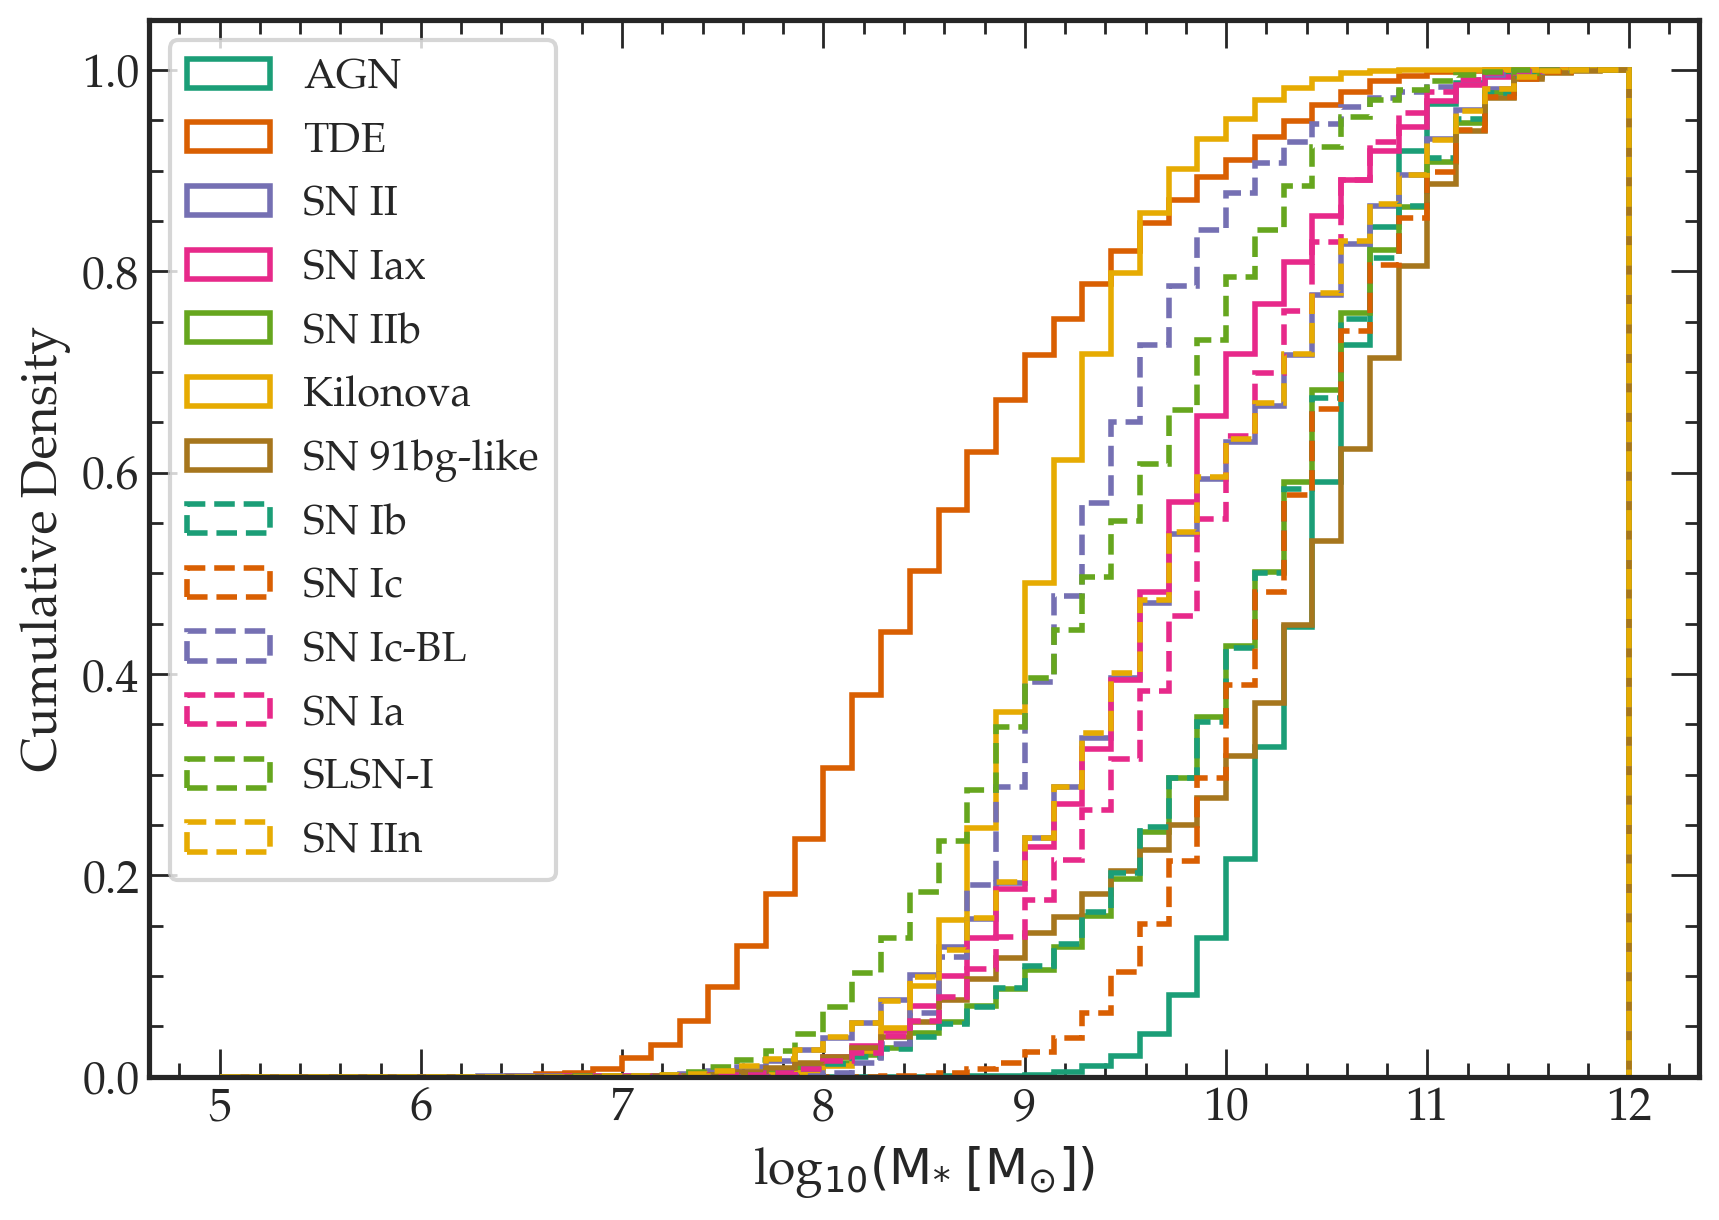 Cumulative Density
1.0
0.8
0.6
0.4
0.2
0.0
AGN
TDE
SN II
SN Iax
SN IIb
Kilonova
SN 91bg-like
SN Ib
SN Ic
SN Ic-BL
SN Ia
SLSN-I
SN IIn
5 6 7 8 9 10 11 12
log₁₀(M* [M⊙])